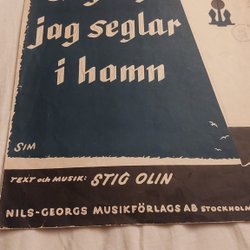 jag seglar
i hamn
SIM
TEXT och MUSIK: STIG OLIN
NILS-GEORGS MUSIKFÖRLAGS AB STOCKHOLM